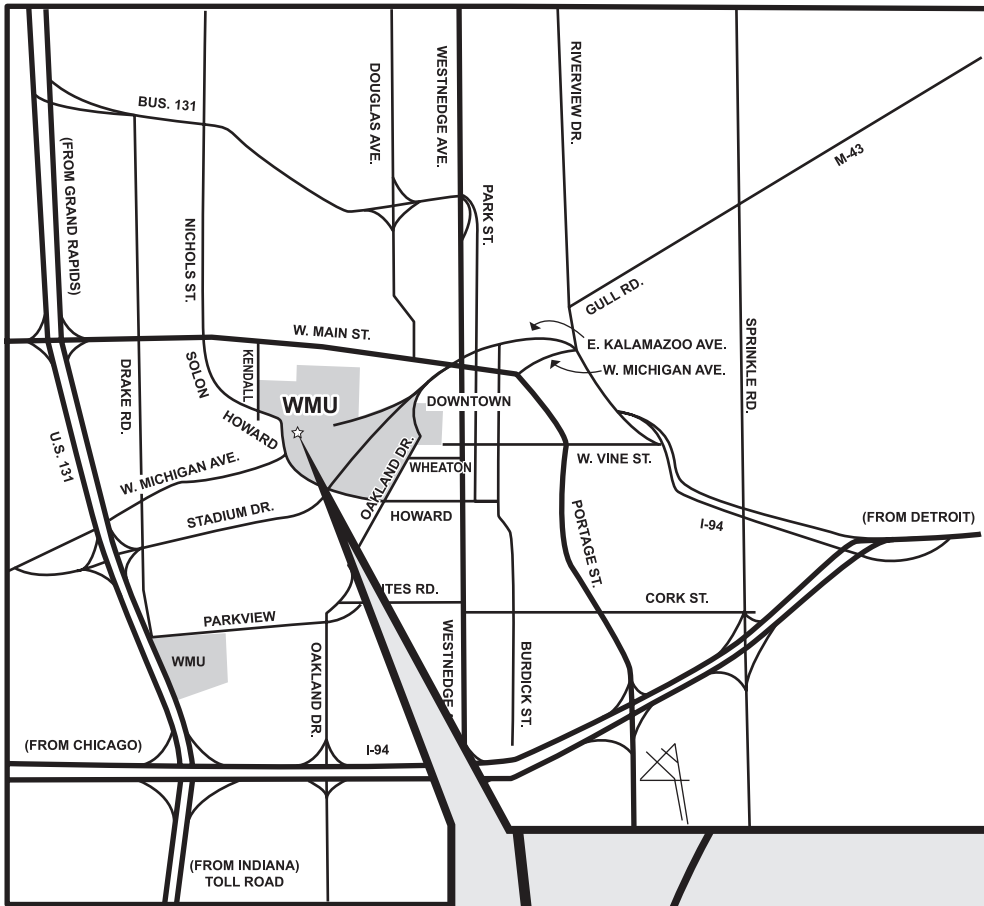 BUS. 131
DOUGLAS AVE.
WESTNEDGE AVE.
RIVERVIEW DR.
M-43
(FROM GRAND RAPIDS)
NICHOLS ST.
PARK ST.
GULL RD.
W. MAIN ST.
E. KALAMAZOO AVE.
W. MICHIGAN AVE.
SPRINKLE RD.
DRAKE RD.
SOLON
KENDALL
WMU
DOWNTOWN
HOWARD
U.S. 131
W. MICHIGAN AVE.
OAKLAND DR.
WHEATON
W. VINE ST.
STADIUM DR.
HOWARD
PORTAGE ST.
I-94
(FROM DETROIT)
ITES RD.
CORK ST.
PARKVIEW
WMU
OAKLAND DR.
WESTNEDGE
BURDICK ST.
(FROM CHICAGO)
I-94
(FROM INDIANA)
TOLL ROAD